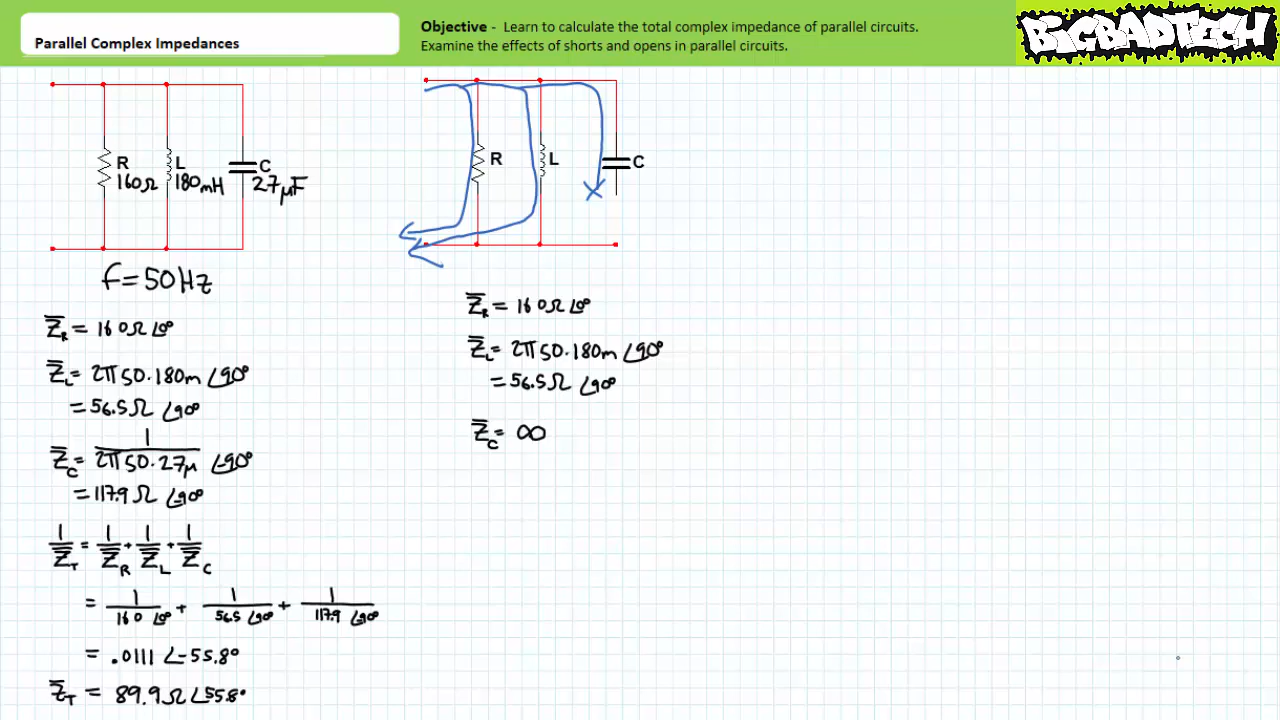 Parallel Complex Impedances
Objective - Learn to calculate the total complex impedance of parallel circuits.
Examine the effects of shorts and opens in parallel circuits.
BIGBADTECH
R
160Ω
L
180mH
C
27μF
f=50Hz
Z̅R = 160Ω∠0°
Z̅L = 2π50·180m∠90°
= 56.5Ω∠90°
Z̅C = 1/(2π50·27μ) ∠-90°
= 117.9Ω∠-90°
1/Z̅T = 1/Z̅R + 1/Z̅L + 1/Z̅C
= 1/(160∠0°) + 1/(56.5∠90°) + 1/(117.9∠-90°)
= .0111∠-55.8°
Z̅T = 89.9Ω∠55.8°
R
L
C
Z̅R = 160Ω∠0°
Z̅L = 2π50·180m∠90°
= 56.5Ω∠90°
Z̅C = ∞